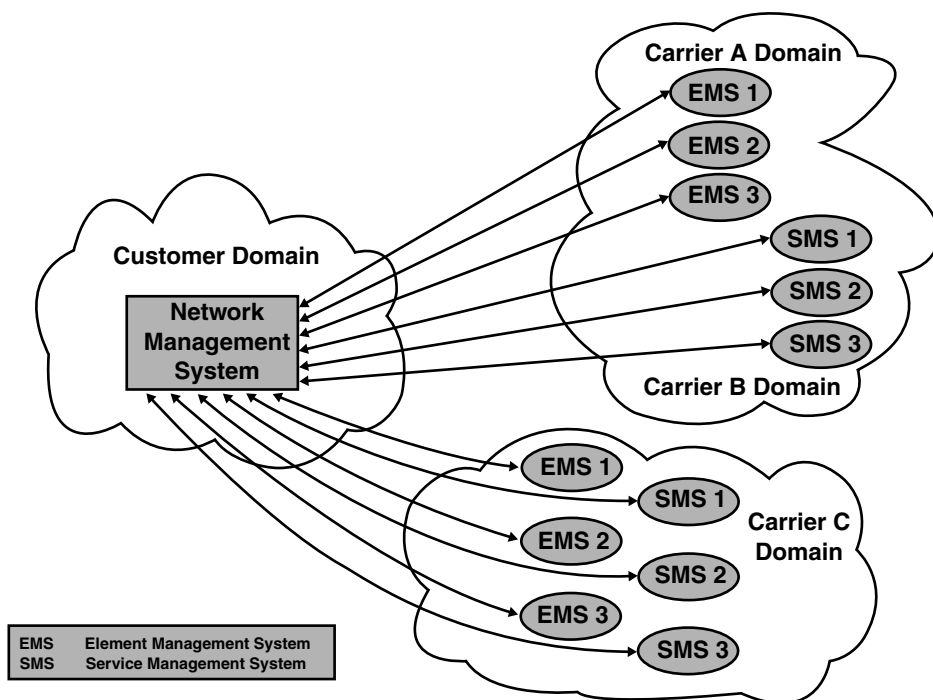 Carrier A Domain
EMS 1
EMS 2
EMS 3
SMS 1
SMS 2
SMS 3
Carrier B Domain
Customer Domain
Network
Management
System
EMS 1
SMS 1
EMS 2
SMS 2
EMS 3
SMS 3
Carrier C
Domain
EMS Element Management System
SMS Service Management System